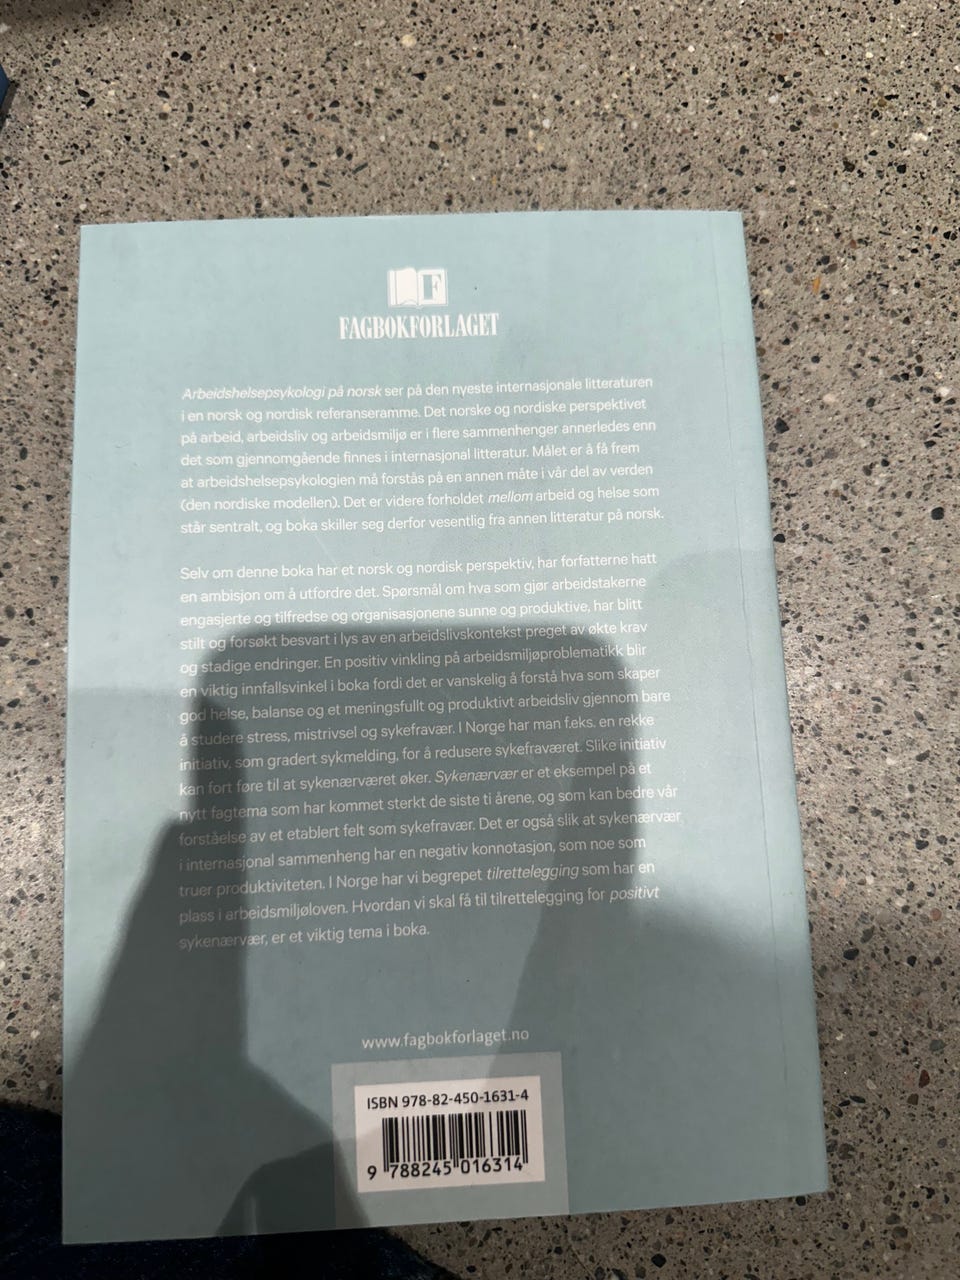 F
FAGBOKFORLAGET
Arbeidshelsepsykologi på norsk ser på den nyeste internasjonale litteraturen
i en norsk og nordisk referanseramme. Det norske og nordiske perspektivet
på arbeid, arbeidsliv og arbeidsmiljø er i flere sammenhenger annerledes enn
det som gjennomgående finnes i internasjonal litteratur. Målet er å få frem
at arbeidshelsepsykologien må forstås på en annen måte i vår del av verden
(den nordiske modellen). Det er videre forholdet mellom arbeid og helse som
står sentralt, og boka skiller seg derfor vesentlig fra annen litteratur på norsk.
Selv om denne boka har et norsk og nordisk perspektiv, har forfatterne hatt
en ambisjon om å utfordre det. Spørsmål om hva som gjør arbeidstakerne
engasjerte og tilfredse og organisasjonene sunne og produktive, har blitt
stilt og forsøkt besvart i lys av en arbeidslivskontekst preget av økte krav
og stadige endringer. En positiv vinkling på arbeidsmiljøproblematikk blir
en viktig innfallsvinkel i boka fordi det er vanskelig å forstå hva som skaper
god helse, balanse og et meningsfullt og produktivt arbeidsliv gjennom bare
å studere stress, mistrivsel og sykefravær. I Norge har man f.eks. en rekke
initiativ, som gradert sykmelding, for å redusere sykefraværet. Slike initiativ
kan fort føre til at sykenærværet øker. Sykenærvær er et eksempel på et
nytt fagtema som har kommet sterkt de siste ti årene, og som kan bedre vår
forståelse av et etablert felt som sykefravær. Det er også slik at sykenærvær
i internasjonal sammenheng har en negativ konnotasjon, som noe som
truer produktiviteten. I Norge har vi begrepet tilrettelegging som har en
plass i arbeidsmiljøloven. Hvordan vi skal få til tilrettelegging for positivt
sykenærvær, er et viktig tema i boka.
www.fagbokforlaget.no
ISBN 978-82-450-1631-4
9 788245 016314